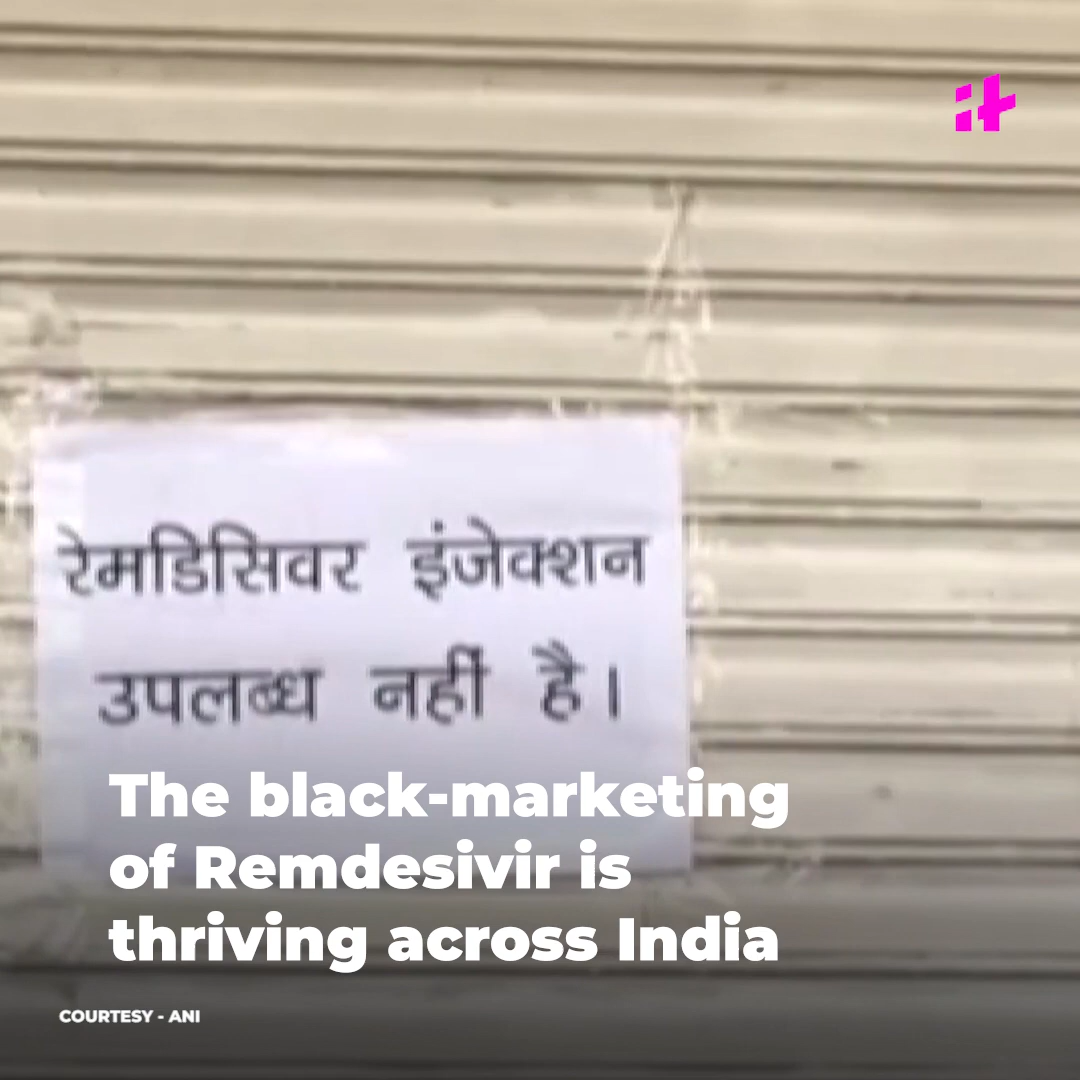 रेमडिसिवर इंजेक्शन
उपलब्ध नहीं है।
The black-marketing
of Remdesivir is
thriving across India
COURTESY - ANI